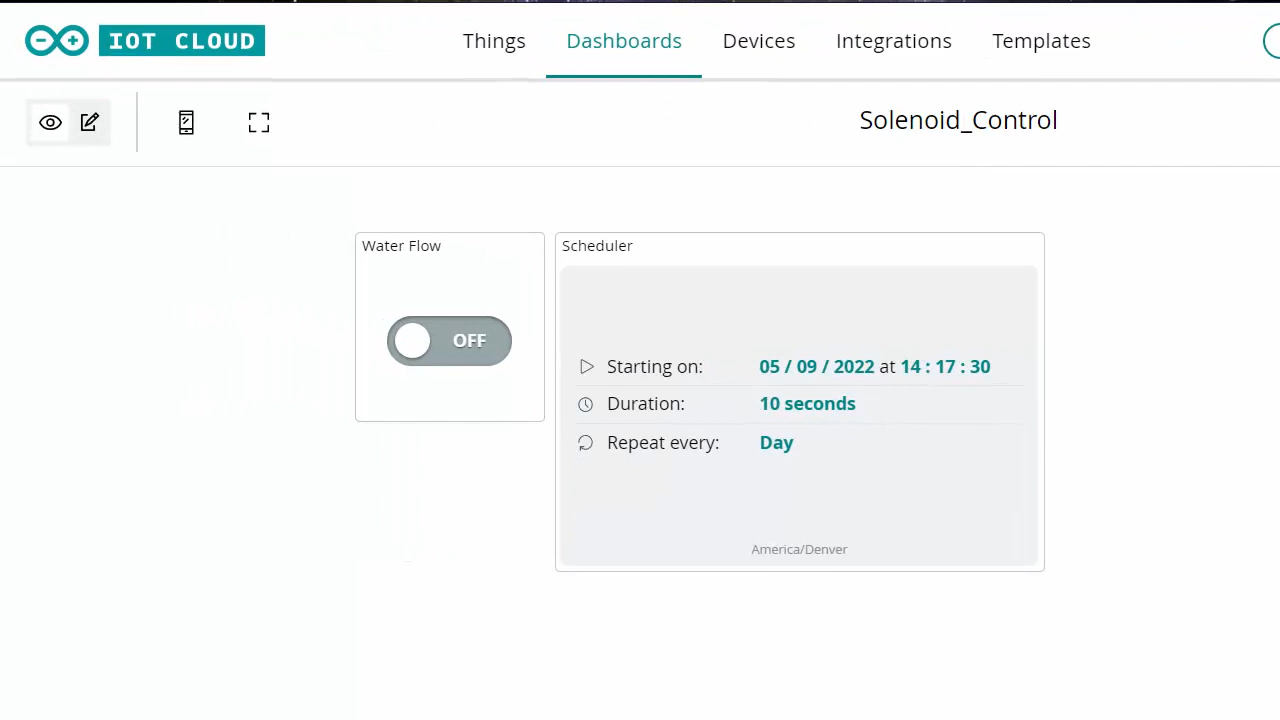 IOT CLOUD
Things Dashboards Devices Integrations Templates
Solenoid_Control
Water Flow
OFF
Scheduler
Starting on: 05 / 09 / 2022 at 14 : 17 : 30
Duration: 10 seconds
Repeat every: Day
America/Denver